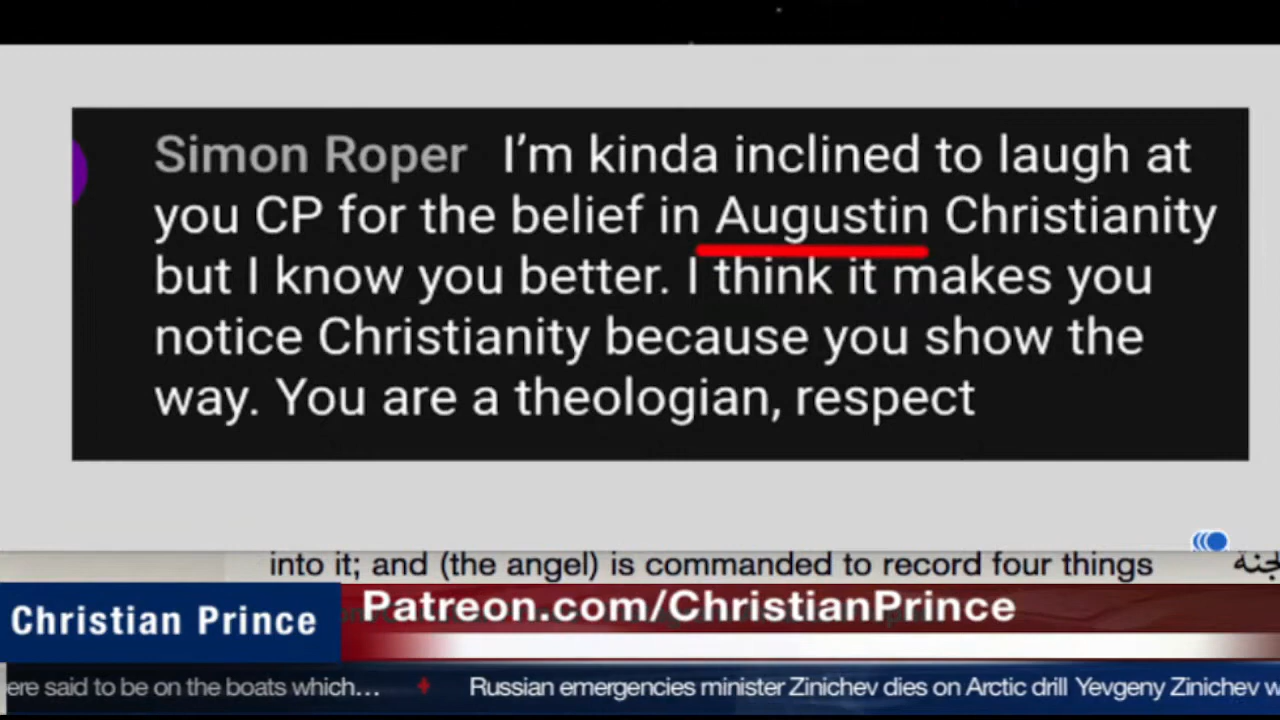 Simon Roper I'm kinda inclined to laugh at
you CP for the belief in Augustin Christianity
but I know you better. I think it makes you
notice Christianity because you show the
way. You are a theologian, respect
into it; and (the angel) is commanded to record four things
Christian Prince
Patreon.com/ChristianPrince
ere said to be on the boats which... Russian emergencies minister Zinichev dies on Arctic drill Yevgeny Zinichev w